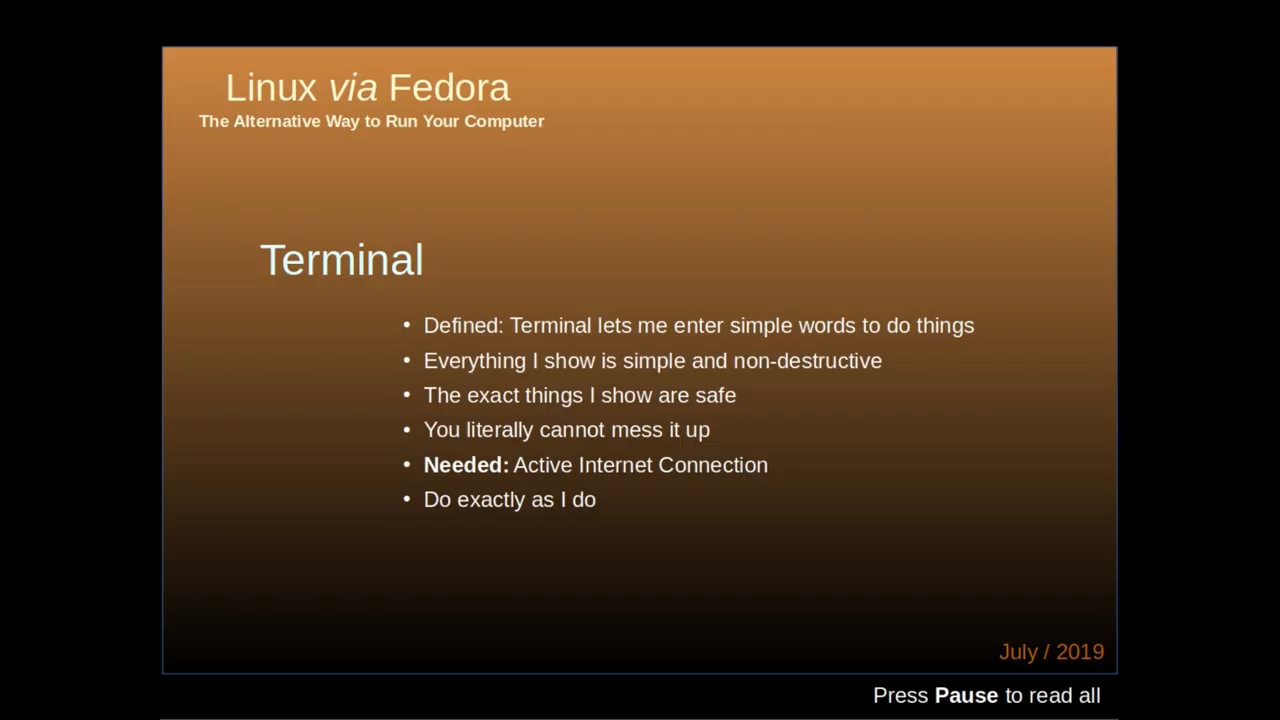 Linux via Fedora
The Alternative Way to Run Your Computer
Terminal
• Defined: Terminal lets me enter simple words to do things
• Everything I show is simple and non-destructive
• The exact things I show are safe
• You literally cannot mess it up
• Needed: Active Internet Connection
• Do exactly as I do
July / 2019
Press Pause to read all